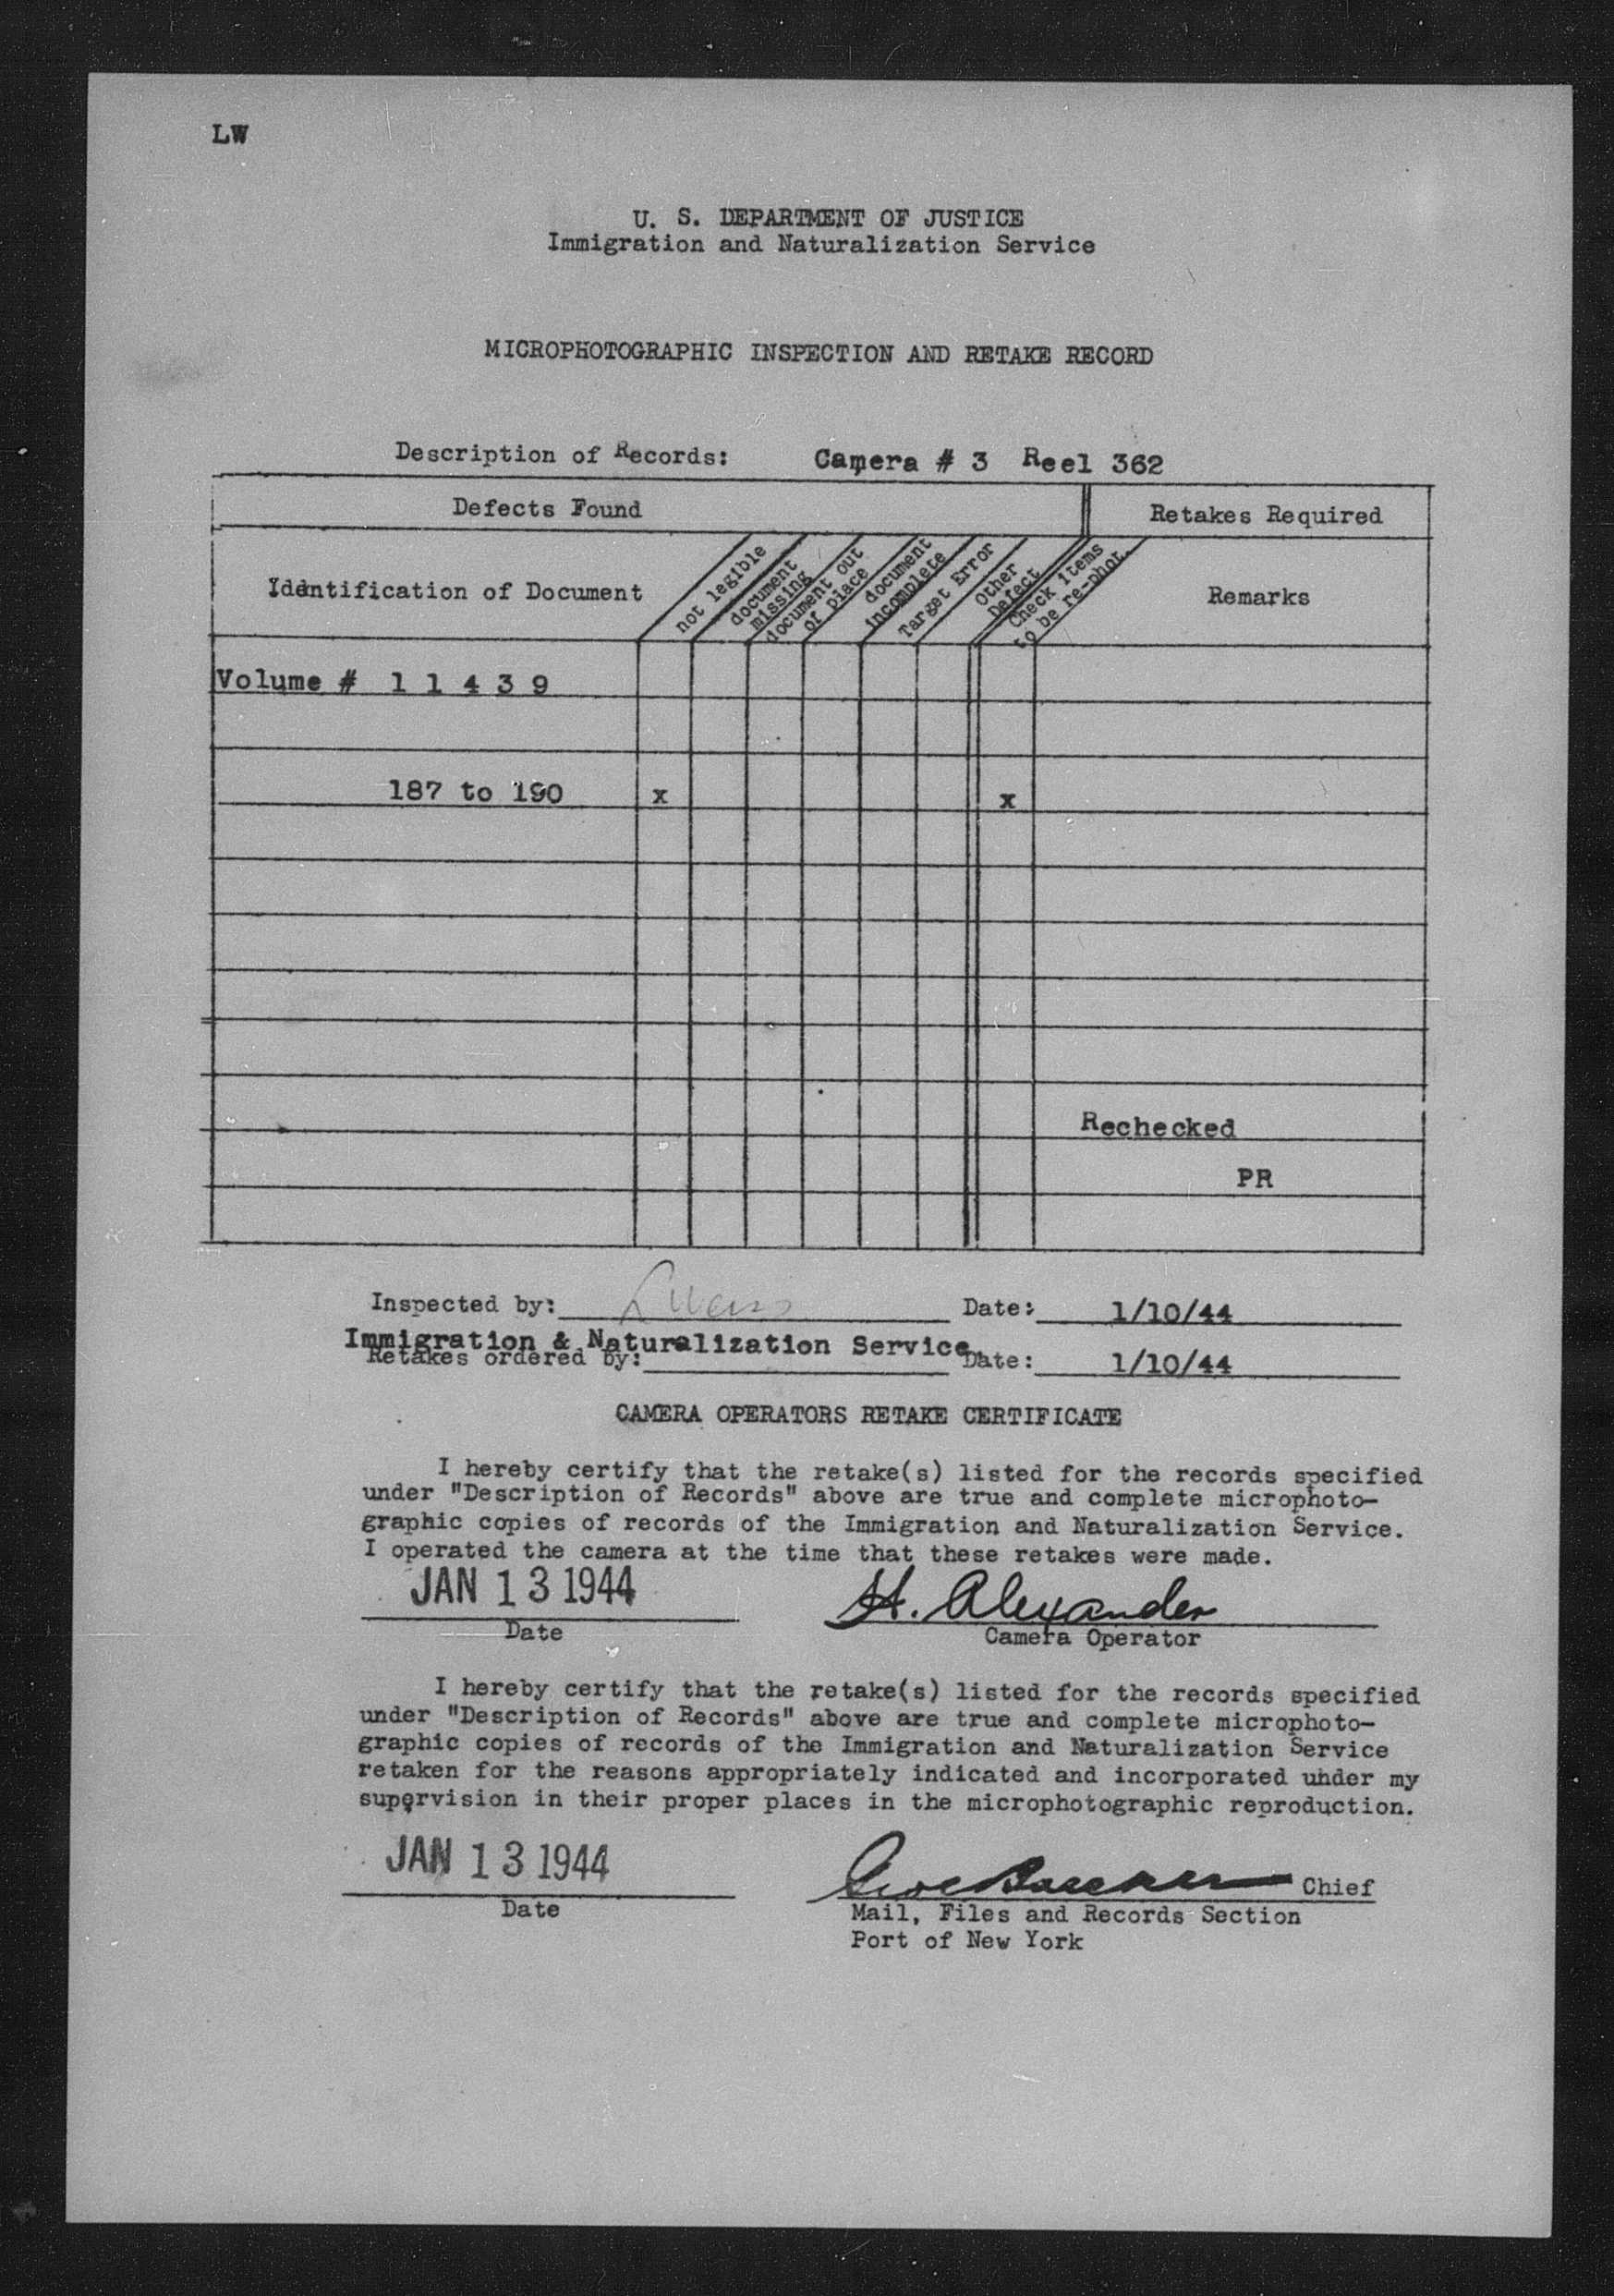 LW
U. S. DEPARTMENT OF JUSTICE
Immigration and Naturalization Service
MICROPHOTOGRAPHIC INSPECTION AND RETAKE RECORD
Description of Records: Camera # 3 Reel 362
Defects Found
Retakes Required
Identification of Document
not legible
document
missing
document out
of place
document
incomplete
Target Error
Other
Defect
Check items
to be re-phot.
Remarks
Volume # 1 1 4 3 9
187 to 190 x x
Rechecked
PR
Inspected by: Date: 1/10/44
Immigration & Naturalization Service
Retakes ordered by: Date: 1/10/44
CAMERA OPERATORS RETAKE CERTIFICATE
I hereby certify that the retake(s) listed for the records specified
under "Description of Records" above are true and complete microphoto-
graphic copies of records of the Immigration and Naturalization Service.
I operated the camera at the time that these retakes were made.
JAN 13 1944 H. Alexander
Date Camera Operator
I hereby certify that the retake(s) listed for the records specified
under "Description of Records" above are true and complete microphoto-
graphic copies of records of the Immigration and Naturalization Service
retaken for the reasons appropriately indicated and incorporated under my
supervision in their proper places in the microphotographic reproduction.
JAN 13 1944 Chief
Date Mail, Files and Records Section
Port of New York